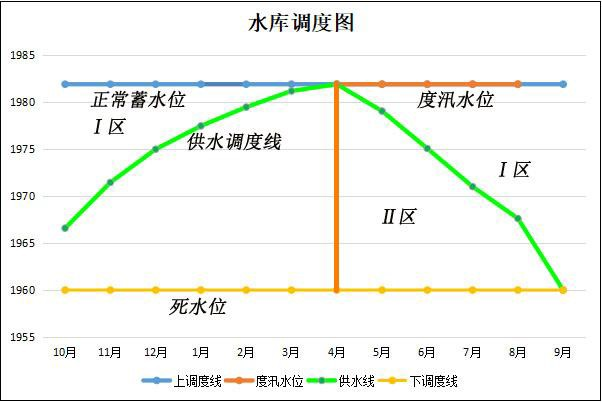 水库调度图
1985
1980
1975
1970
1965
1960
1955
正常蓄水位
度汛水位
Ⅰ区
供水调度线
Ⅰ区
Ⅱ区
死水位
10月 11月 12月 1月 2月 3月 4月 5月 6月 7月 8月 9月
上调度线 度汛水位 供水线 下调度线